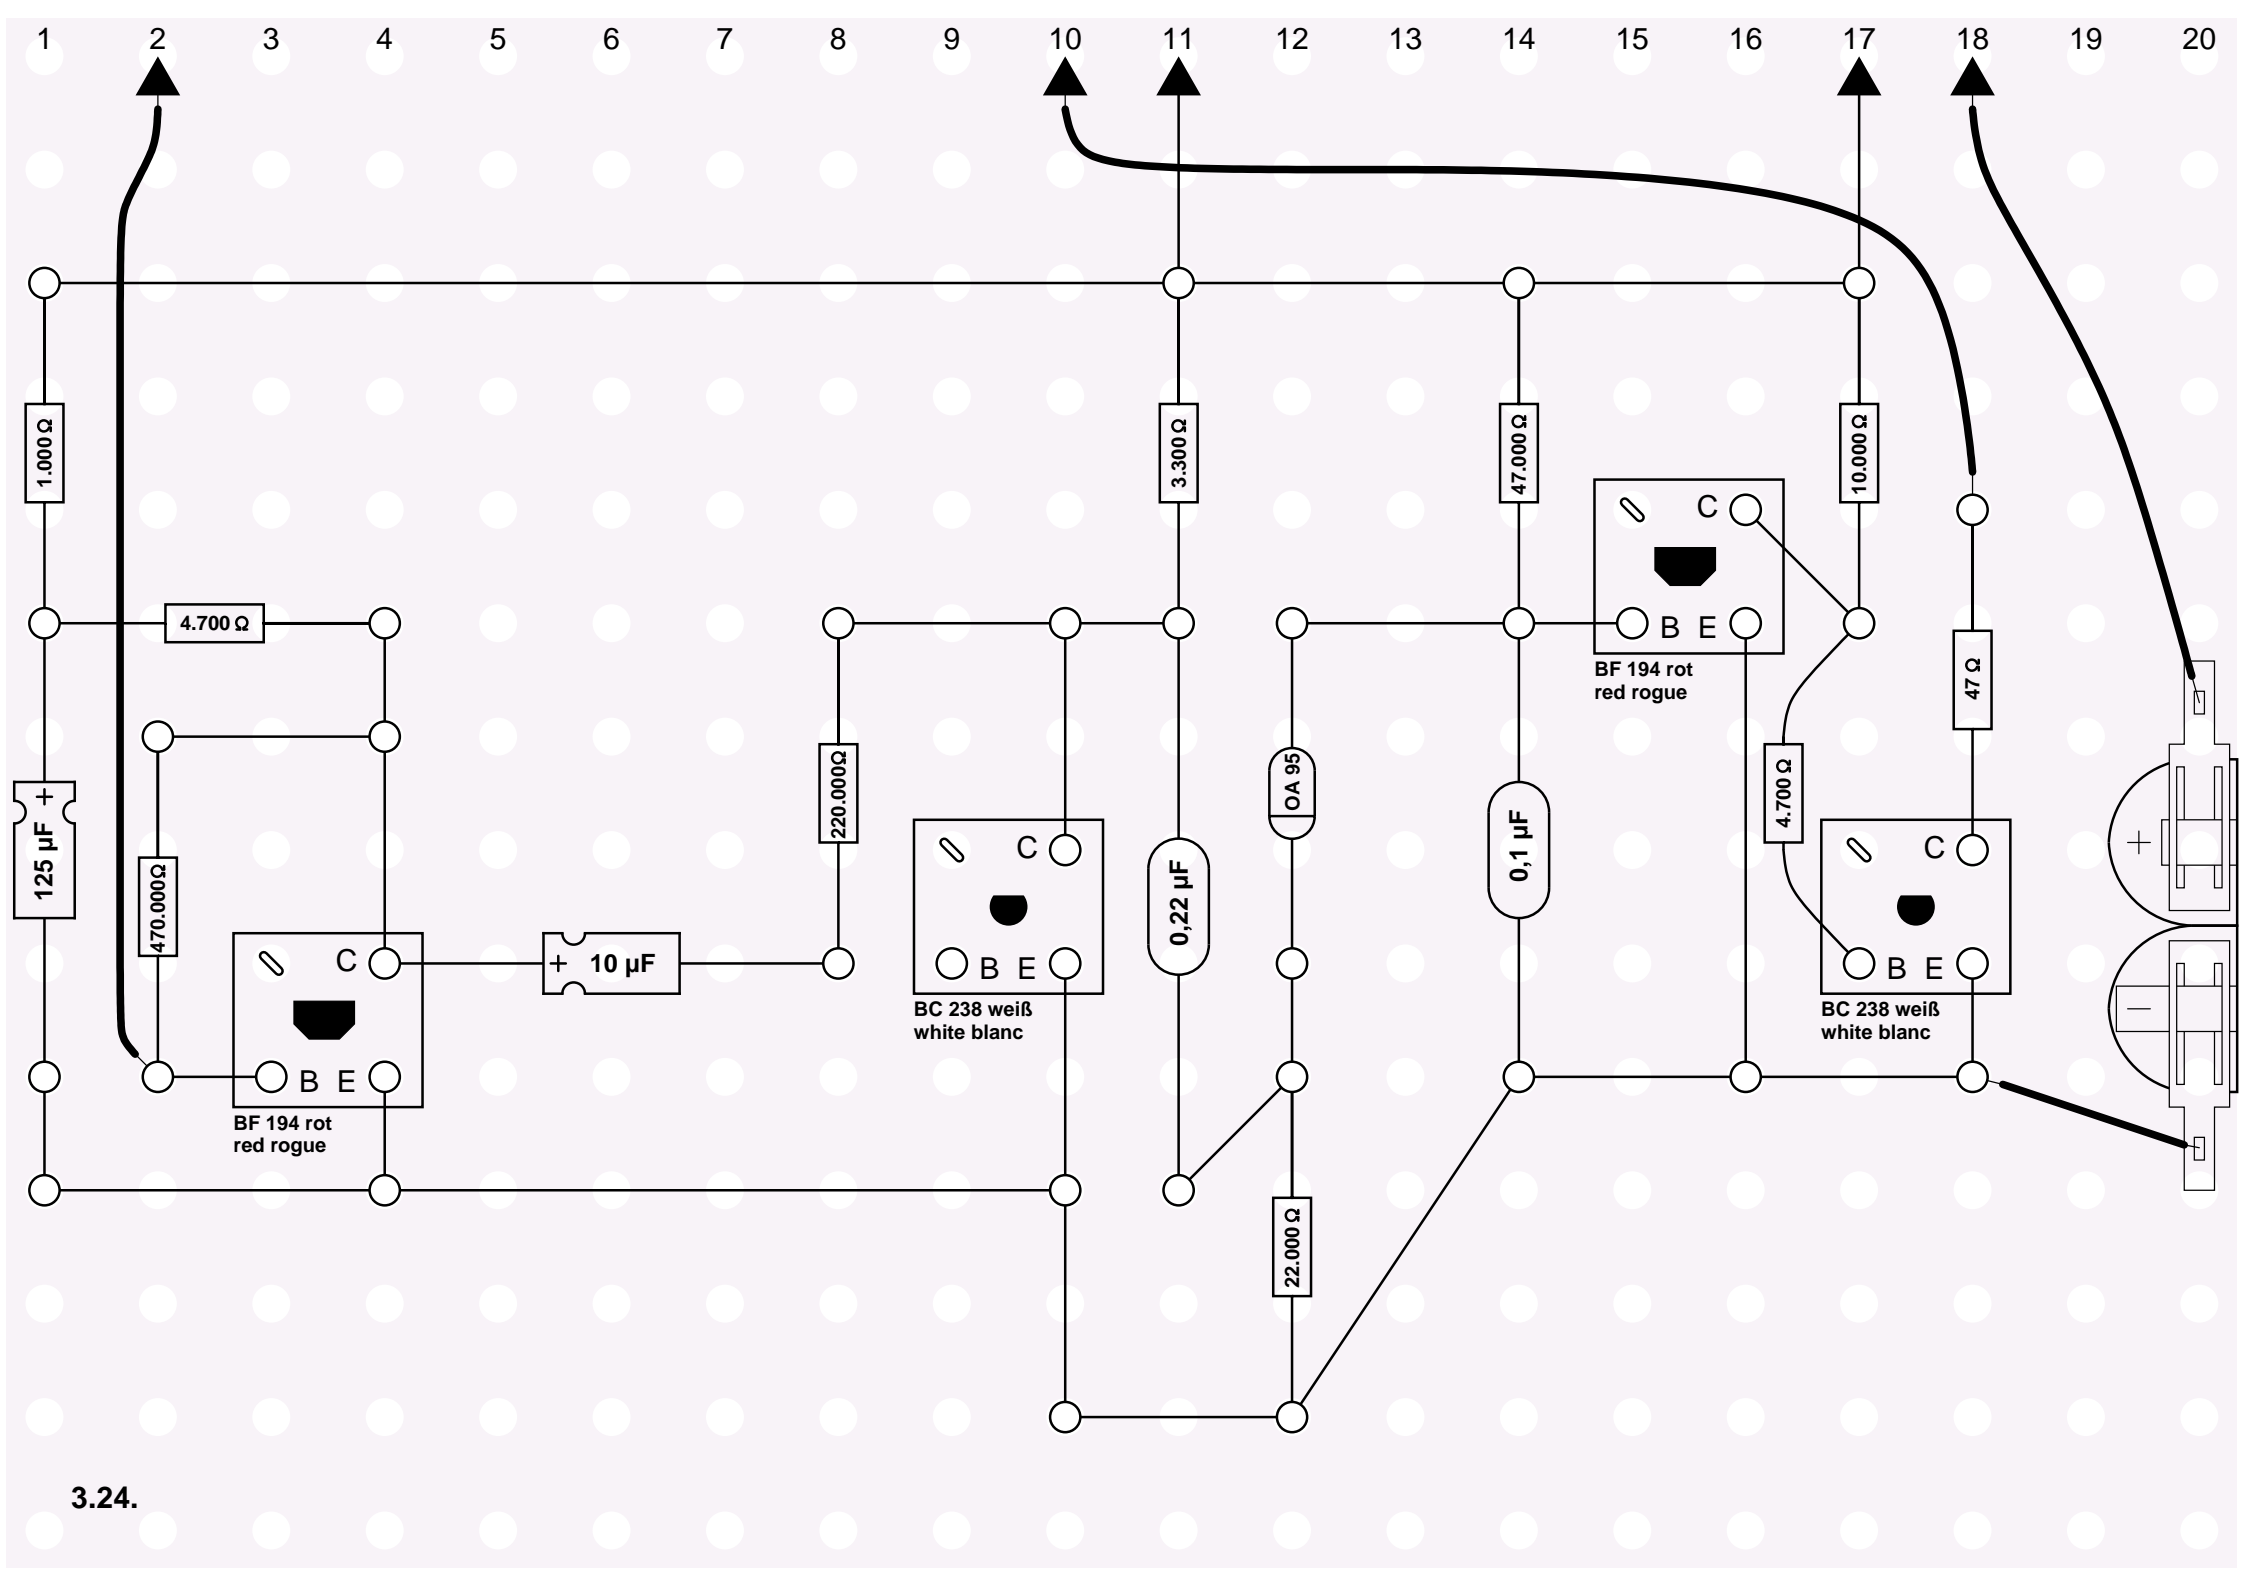 1 2 3 4 5 6 7 8 9 10 11 12 13 14 15 16 17 18 19 20
1.000 Ω
3.300 Ω
47.000 Ω
10.000 Ω
C
B E
BF 194 rot
red rogue
4.700 Ω
47 Ω
220.000Ω
OA 95
4.700 Ω
+
125 µF
0,1 µF
470.000Ω
C
B E
BC 238 weiß
white blanc
0,22 µF
C
B E
BC 238 weiß
white blanc
+
−
C
B E
BF 194 rot
red rogue
+ 10 µF
22.000 Ω
3.24.